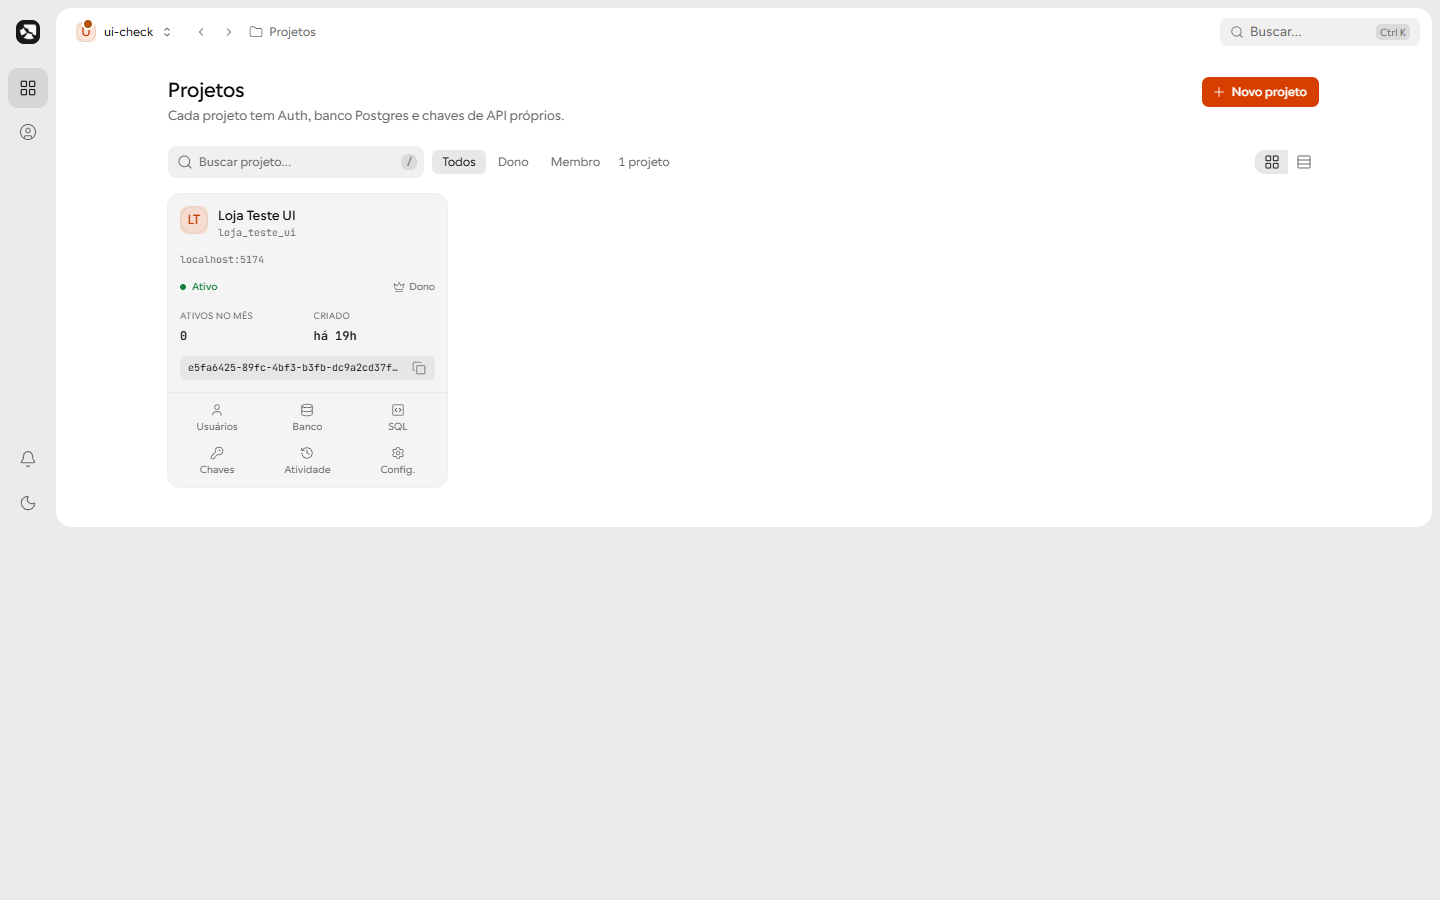 U ui-check Projetos Buscar... Ctrl K
Projetos
Novo projeto
Cada projeto tem Auth, banco Postgres e chaves de API próprios.
Buscar projeto... / Todos Dono Membro 1 projeto
LT Loja Teste UI
loja_teste_ui
localhost:5174
Ativo Dono
ATIVOS NO MÊS CRIADO
0 há 19h
e5fa6425-89fc-4bf3-b3fb-dc9a2cd37f…
Usuários Banco SQL
Chaves Atividade Config.